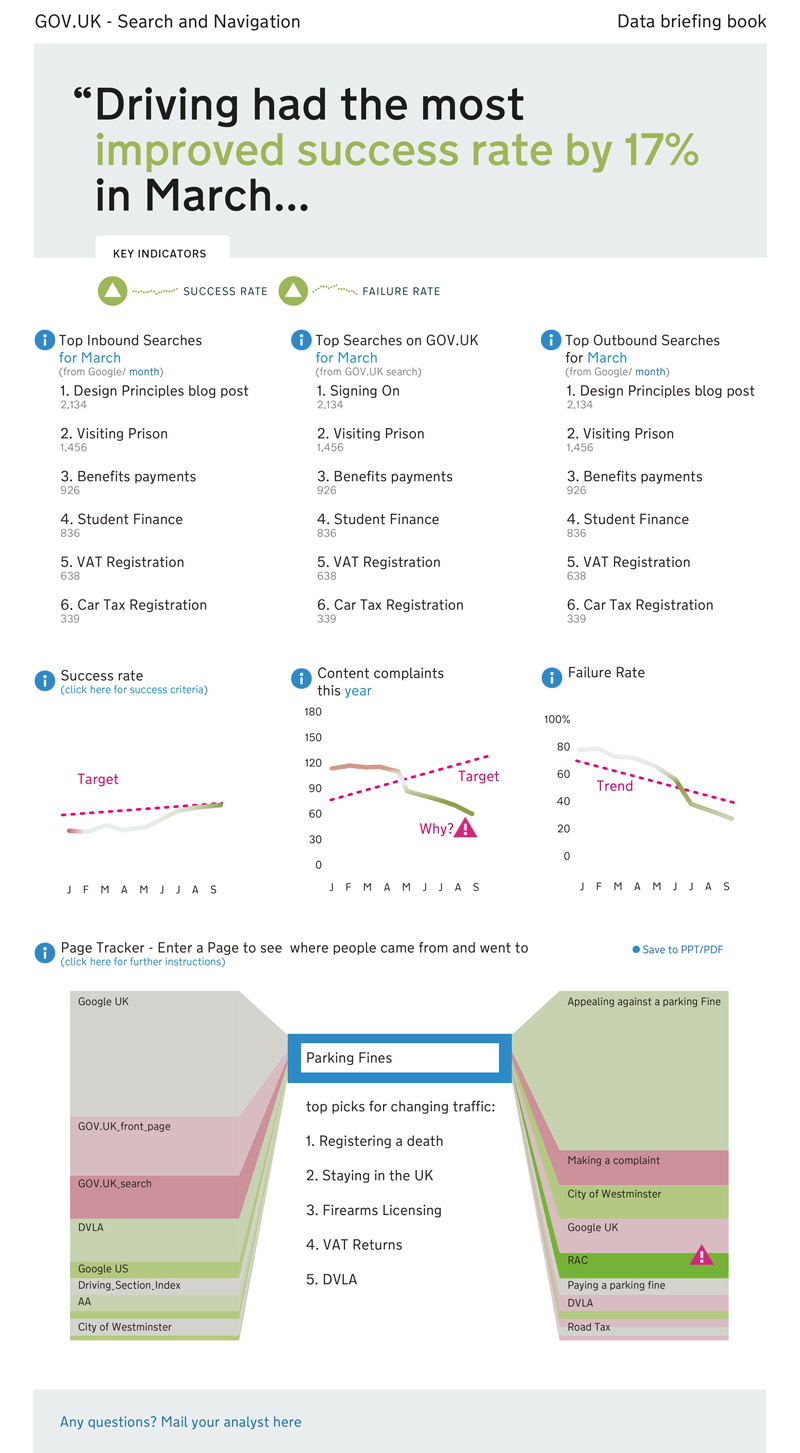 GOV.UK - Search and Navigation
Data briefing book
“Driving had the most
improved success rate by 17%
in March...
KEY INDICATORS
SUCCESS RATE
FAILURE RATE
Top Inbound Searches
for March
(from Google/ month)
1. Design Principles blog post
2,134
2. Visiting Prison
1,456
3. Benefits payments
926
4. Student Finance
836
5. VAT Registration
638
6. Car Tax Registration
339
Top Searches on GOV.UK
for March
(from GOV.UK search)
1. Signing On
2,134
2. Visiting Prison
1,456
3. Benefits payments
926
4. Student Finance
836
5. VAT Registration
638
6. Car Tax Registration
339
Top Outbound Searches
for March
(from Google/ month)
1. Design Principles blog post
2,134
2. Visiting Prison
1,456
3. Benefits payments
926
4. Student Finance
836
5. VAT Registration
638
6. Car Tax Registration
339
Success rate
(click here for success criteria)
Target
J F M A M J J A S
Content complaints
this year
180
150
120
90
60
30
0
Target
Why?
J F M A M J J A S
Failure Rate
100%
80
60
40
20
0
Trend
J F M A M J J A S
Page Tracker - Enter a Page to see where people came from and went to
(click here for further instructions)
Save to PPT/PDF
Google UK
GOV.UK_front_page
GOV.UK_search
DVLA
Google US
Driving_Section_Index
AA
City of Westminster
Parking Fines
top picks for changing traffic:
1. Registering a death
2. Staying in the UK
3. Firearms Licensing
4. VAT Returns
5. DVLA
Appealing against a parking Fine
Making a complaint
City of Westminster
Google UK
RAC
Paying a parking fine
DVLA
Road Tax
Any questions? Mail your analyst here